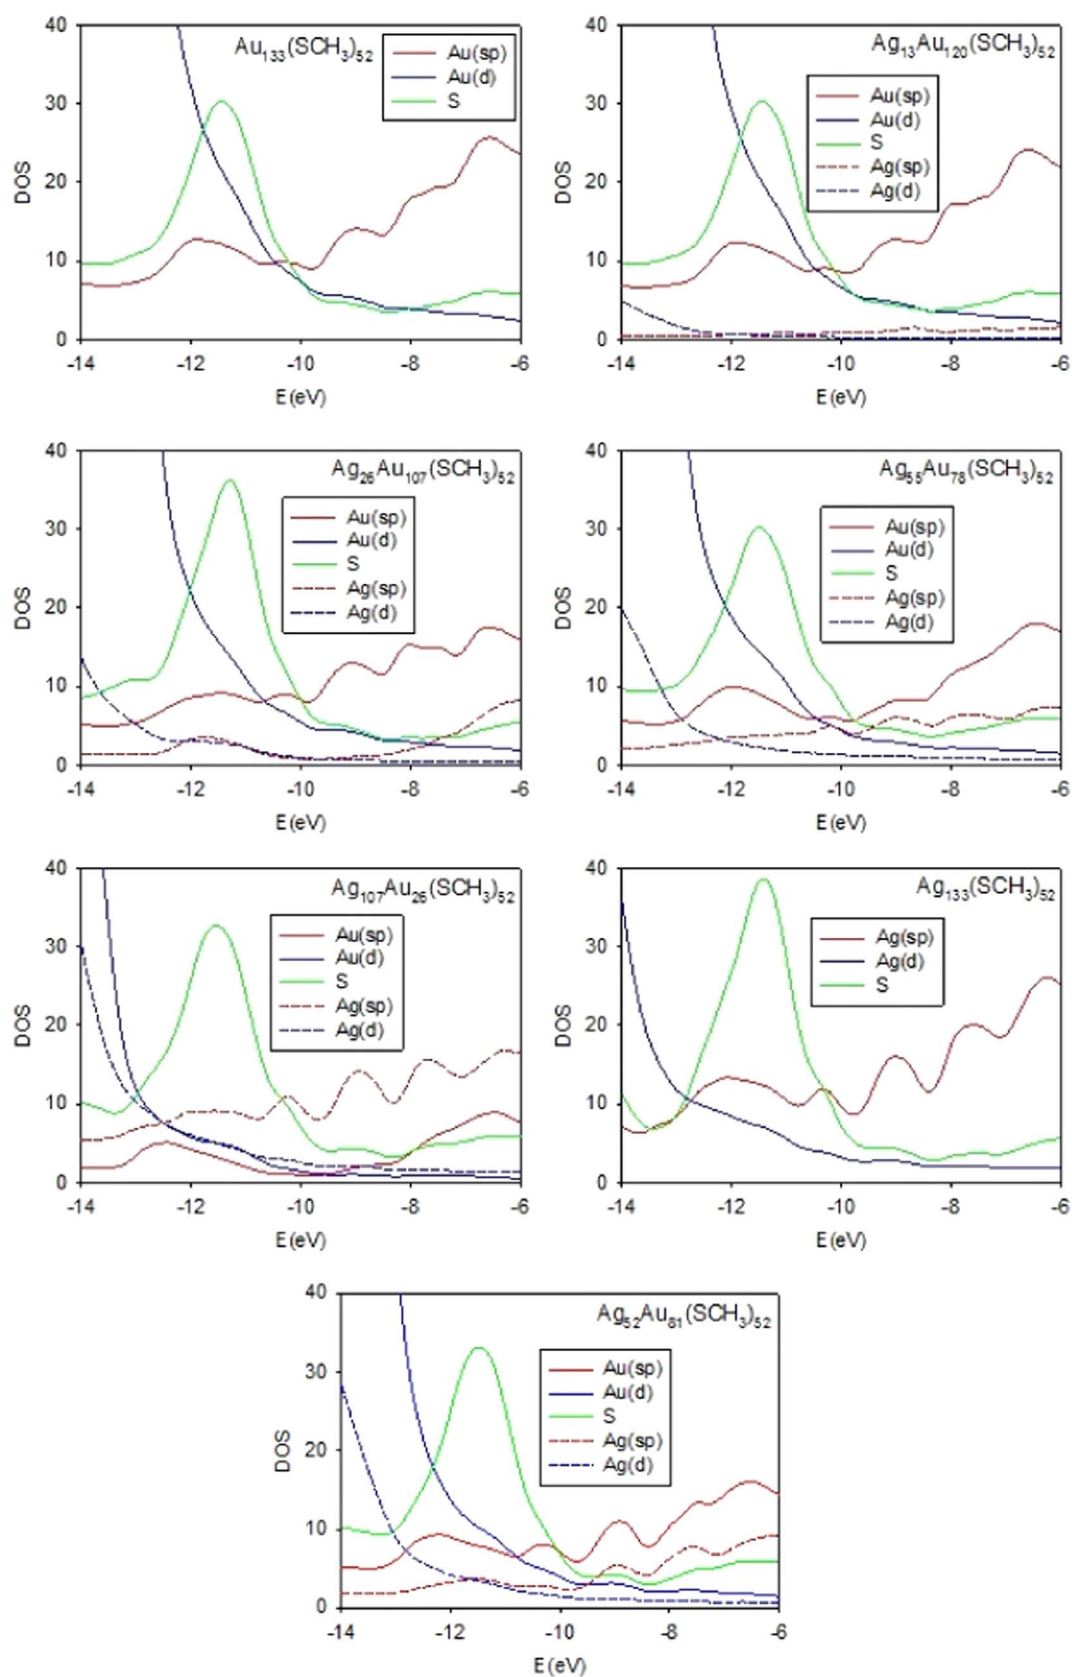 Au133(SCH3)52
Au(sp)
Au(d)
S
40
30
20
10
0
DOS
-14 -12 -10 -8 -6
E(eV)
Ag13Au120(SCH3)52
Au(sp)
Au(d)
S
Ag(sp)
Ag(d)
40
30
20
10
0
DOS
-14 -12 -10 -8 -6
E(eV)
Ag26Au107(SCH3)52
Au(sp)
Au(d)
S
Ag(sp)
Ag(d)
40
30
20
10
0
DOS
-14 -12 -10 -8 -6
E(eV)
Ag55Au78(SCH3)52
Au(sp)
Au(d)
S
Ag(sp)
Ag(d)
40
30
20
10
0
DOS
-14 -12 -10 -8 -6
E(eV)
Ag107Au26(SCH3)52
Au(sp)
Au(d)
S
Ag(sp)
Ag(d)
40
30
20
10
0
DOS
-14 -12 -10 -8 -6
E(eV)
Ag133(SCH3)52
Ag(sp)
Ag(d)
S
40
30
20
10
0
DOS
-14 -12 -10 -8 -6
E(eV)
Ag52Au81(SCH3)52
Au(sp)
Au(d)
S
Ag(sp)
Ag(d)
40
30
20
10
0
DOS
-14 -12 -10 -8 -6
E(eV)